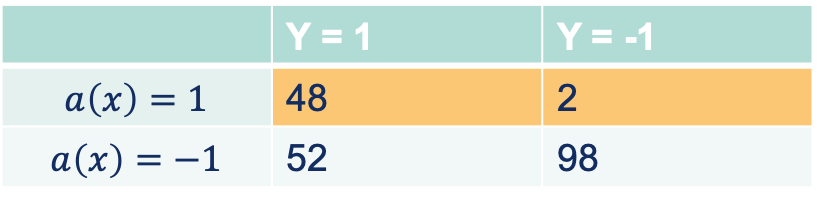 Y = 1 Y = -1
a(x) = 1 48 2
a(x) = −1 52 98